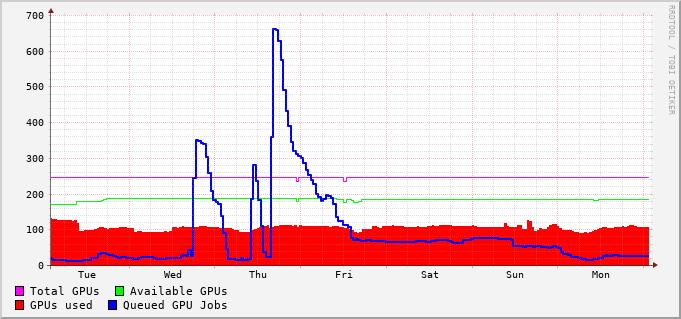 700
600
500
400
300
200
100
0
Tue Wed Thu Fri Sat Sun Mon
RRDTOOL / TOBI OETIKER
Total GPUs Available GPUs
GPUs used Queued GPU Jobs